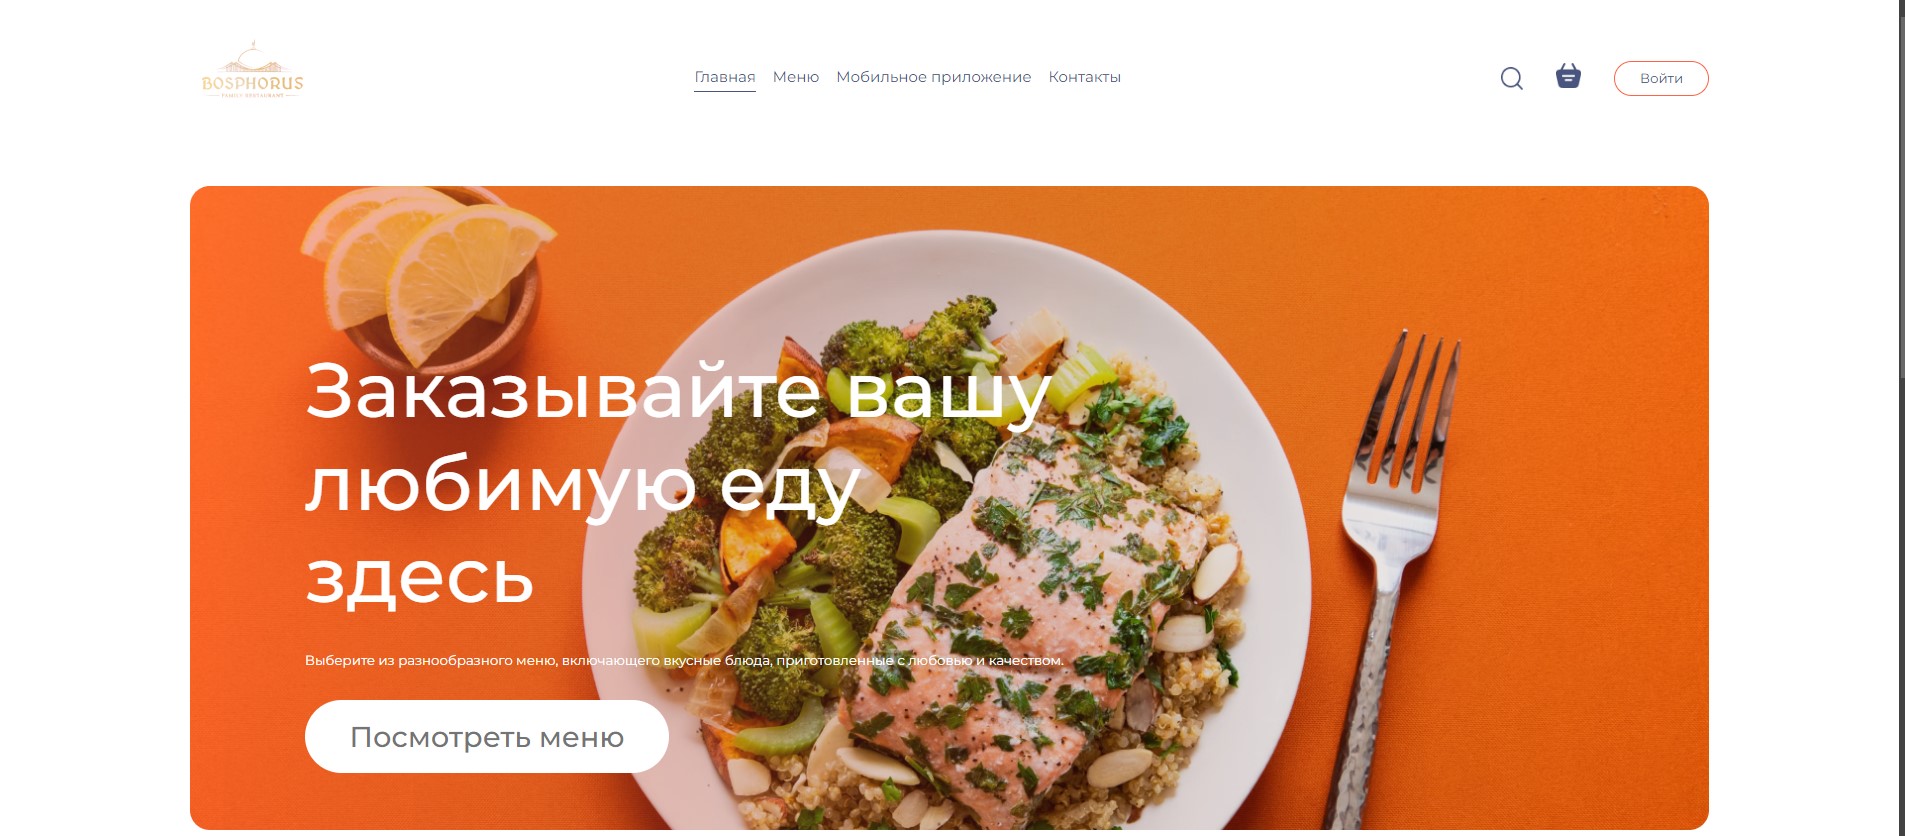 BOSPHORUS
FAMILY RESTAURANT
Главная Меню Мобильное приложение Контакты
Войти
Заказывайте вашу
любимую еду
здесь
Выберите из разнообразного меню, включающего вкусные блюда, приготовленные с любовью и качеством.
Посмотреть меню